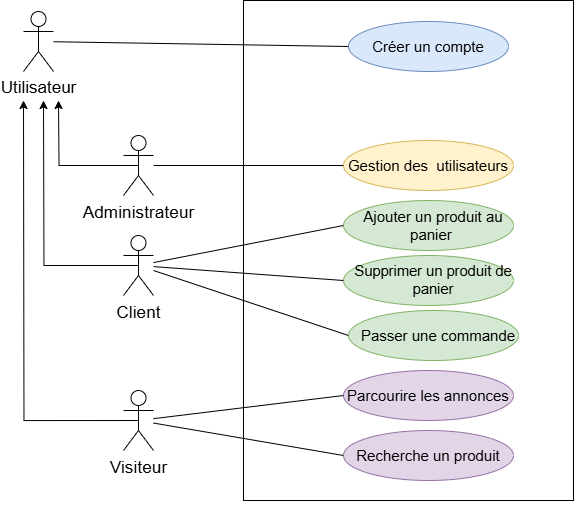 Créer un compte
Utilisateur
Gestion des  utilisateurs
Administrateur
Ajouter un produit au
panier
Supprimer un produit de
panier
Client
Passer une commande
Parcourire les annonces
Recherche un produit
Visiteur